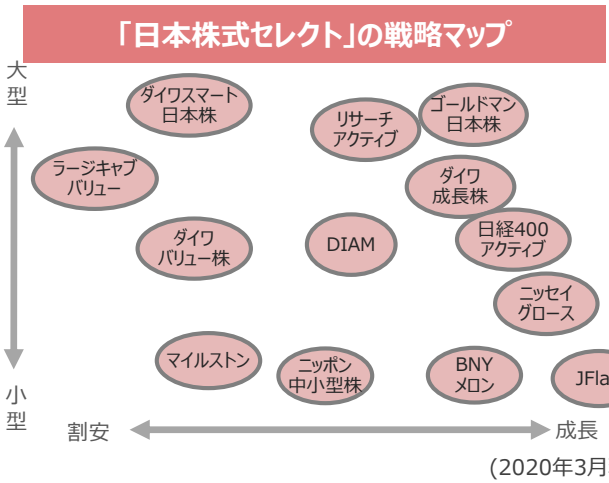 「日本株式セレクト」の戦略マップ
大
型
ダイワスマート
日本株
リサーチ
アクティブ
ゴールドマン
日本株
ラージキャブ
バリュー
ダイワ
成長株
ダイワ
バリュー株
DIAM
日経400
アクティブ
ニッセイ
グロース
マイルストン
ニッポン
中小型株
BNY
メロン
JFla
小
型
割安
成長
(2020年3月